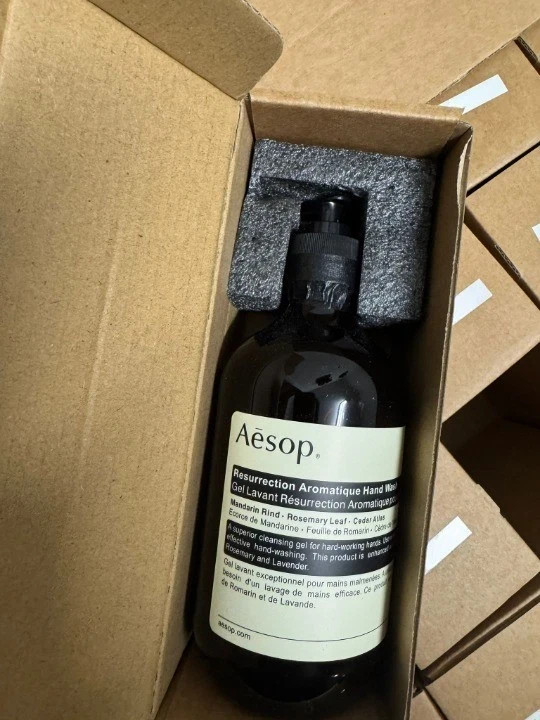 Aēsop®
Resurrection Aromatique Hand Wash
Gel Lavant Résurrection Aromatique
Mandarin Rind · Rosemary Leaf · Cedar Atlas
Ecorce de Mandarine · Feuille de Romarin ·
A superior cleansing gel for hard-working hands.
effective hand-washing. This product is
Rosemary and Lavender.
Gel lavant exceptionnel pour mains malmenées.
besoin d'un lavage de mains efficace. Ce
de Romarin et de Lavande.
aesop.com